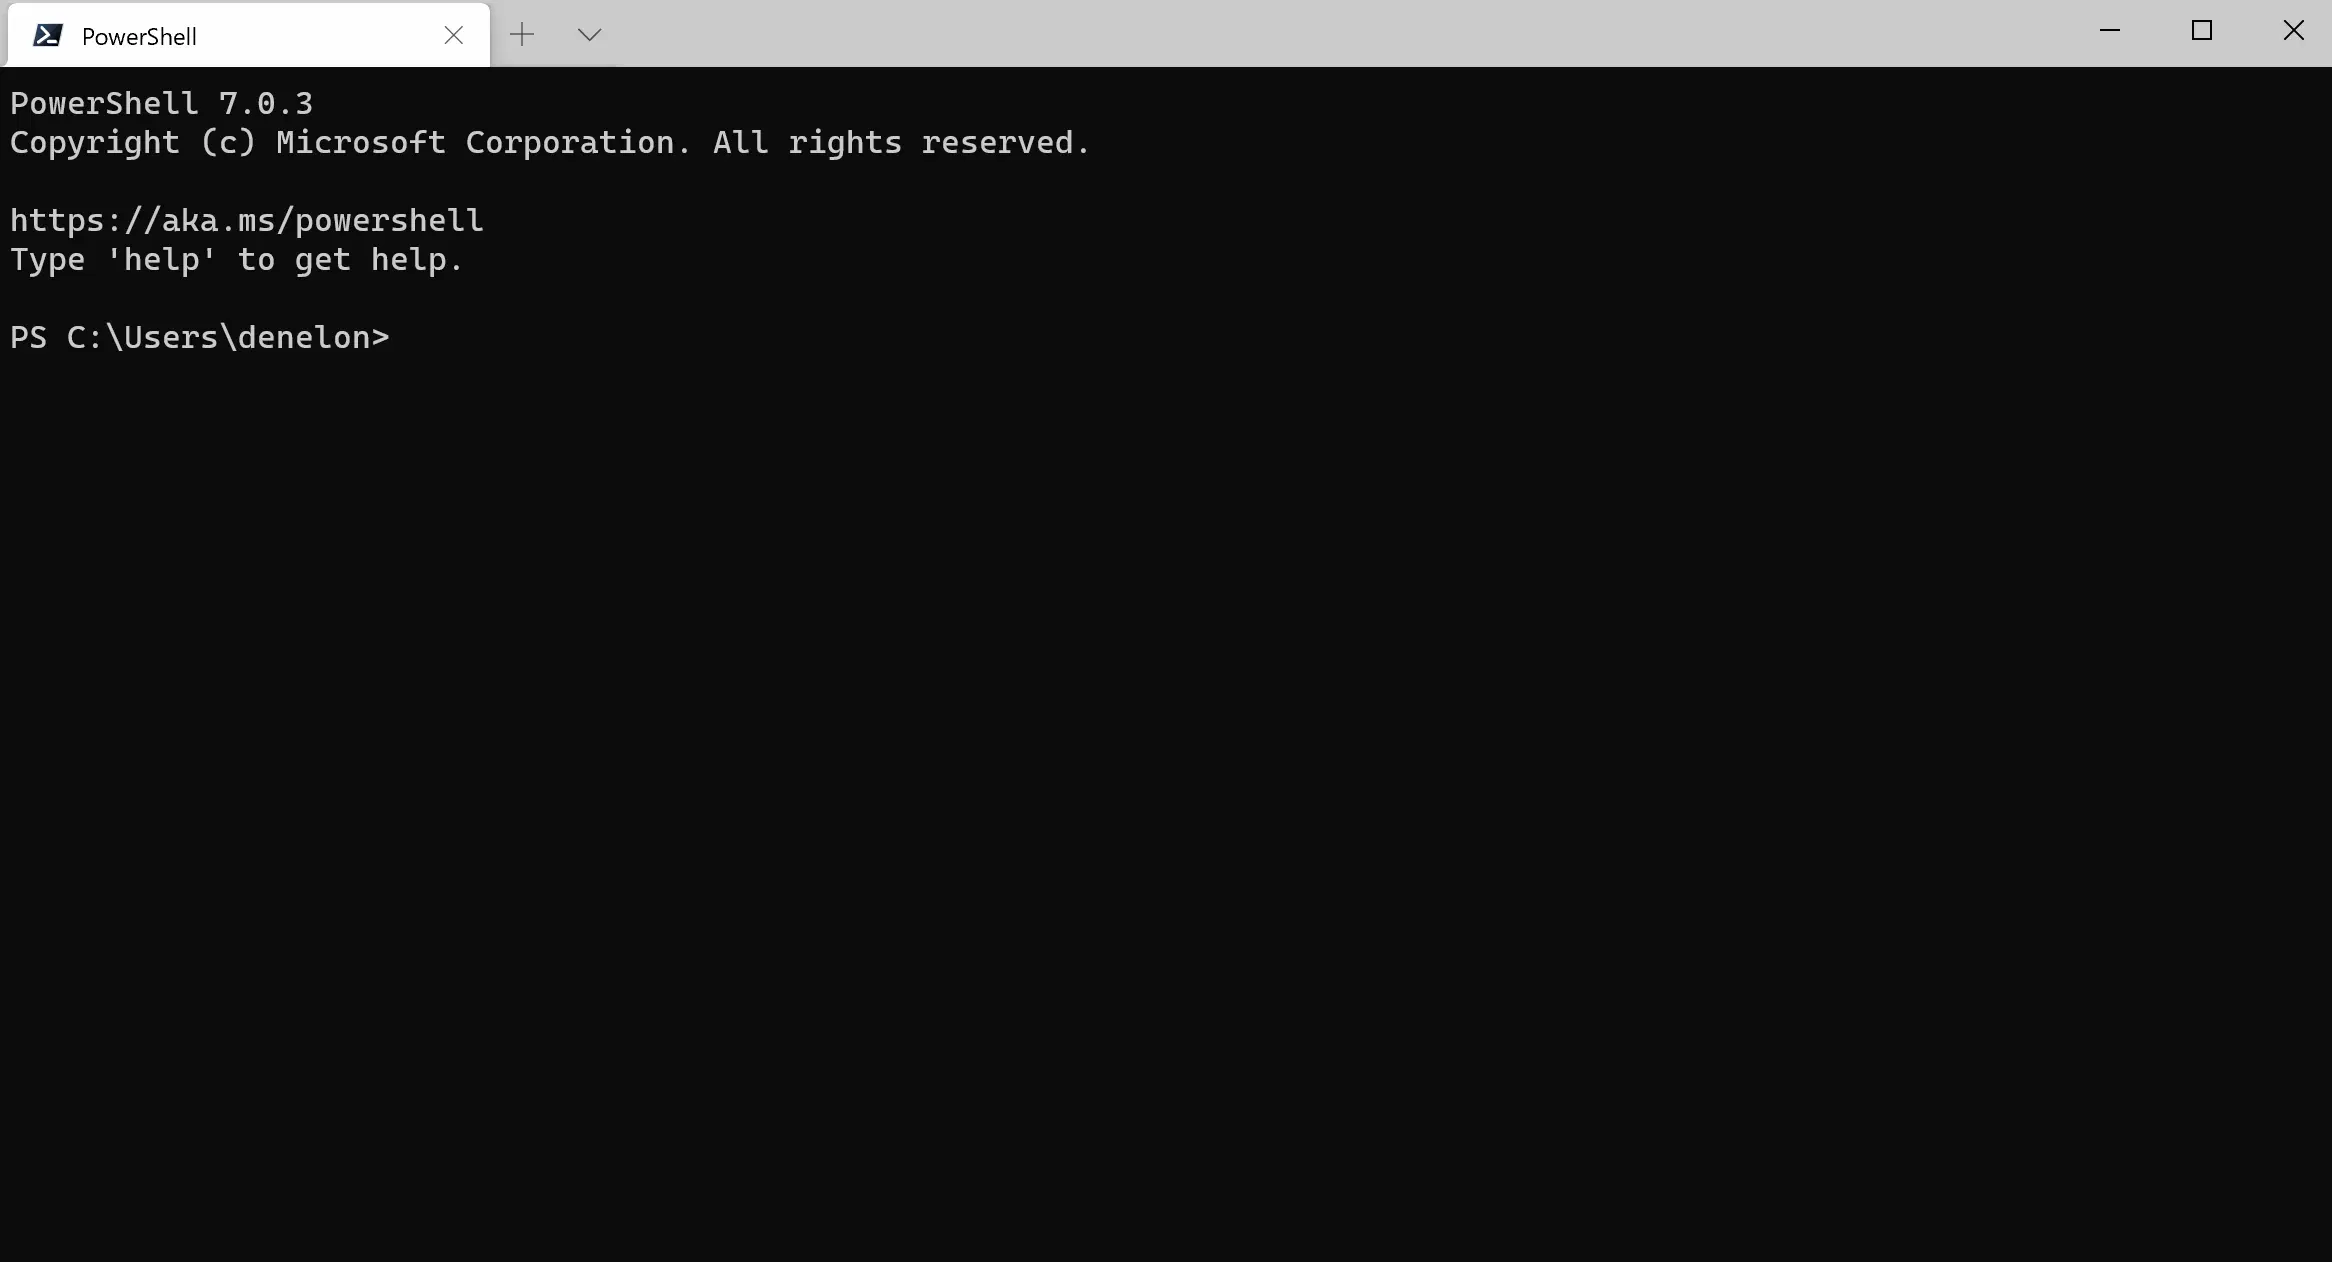 PowerShell
PowerShell 7.0.3
Copyright (c) Microsoft Corporation. All rights reserved.
https://aka.ms/powershell
Type 'help' to get help.
PS C:\Users\denelon>